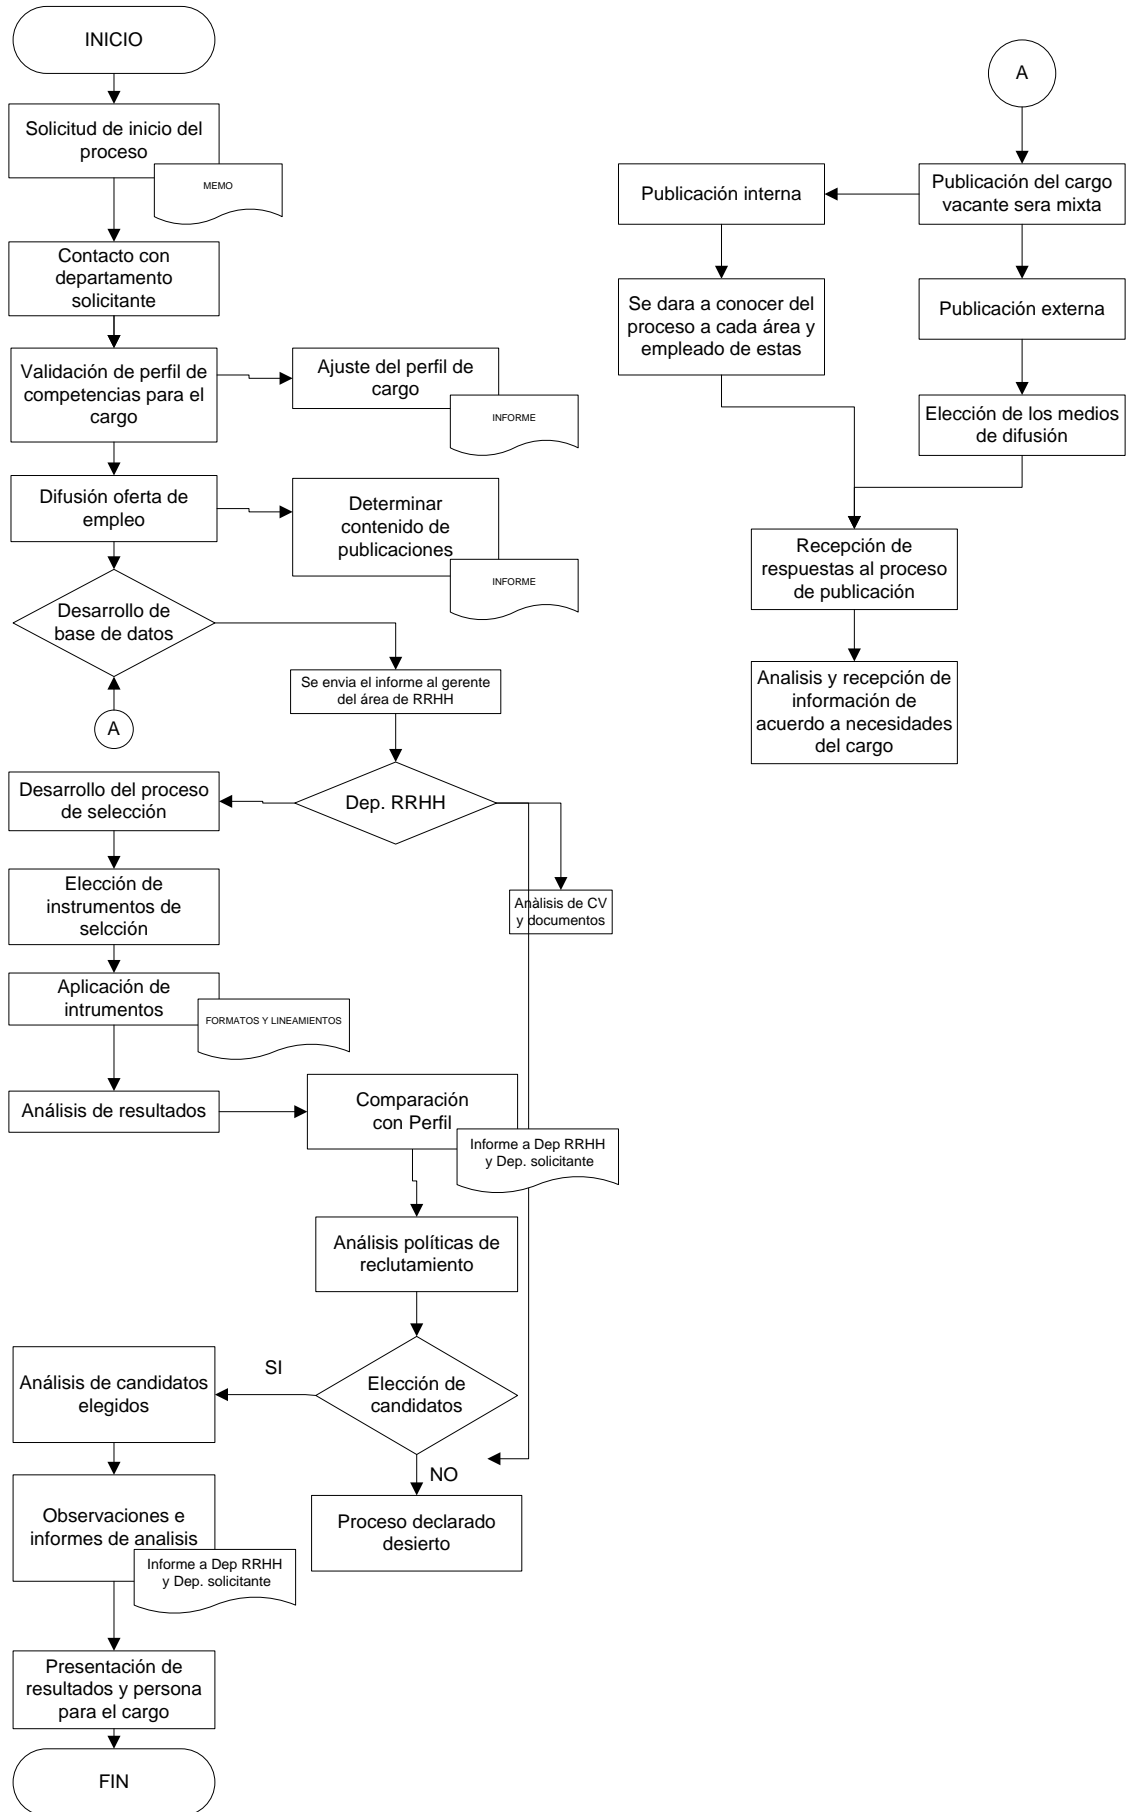 INICIO
Solicitud de inicio del
proceso
MEMO
Contacto con
departamento
solicitante
Validación de perfil de
competencias para el
cargo
Ajuste del perfil de
cargo
INFORME
Difusión oferta de
empleo
Determinar
contenido de
publicaciones
INFORME
Desarrollo de
base de datos
A
Se envia el informe al gerente
del área de RRHH
Dep. RRHH
Desarrollo del proceso
de selección
Anàlisis de CV
y documentos
Elección de
instrumentos de
selcción
Aplicación de
intrumentos
FORMATOS Y LINEAMIENTOS
Análisis de resultados
Comparación
con Perfil
Informe a Dep RRHH
y Dep. solicitante
Análisis políticas de
reclutamiento
Elección de
candidatos
SI
Análisis de candidatos
elegidos
NO
Proceso declarado
desierto
Observaciones e
informes de analisis
Informe a Dep RRHH
y Dep. solicitante
Presentación de
resultados y persona
para el cargo
FIN
A
Publicación del cargo
vacante sera mixta
Publicación interna
Se dara a conocer del
proceso a cada área y
empleado de estas
Publicación externa
Elección de los medios
de difusión
Recepción de
respuestas al proceso
de publicación
Analisis y recepción de
información de
acuerdo a necesidades
del cargo